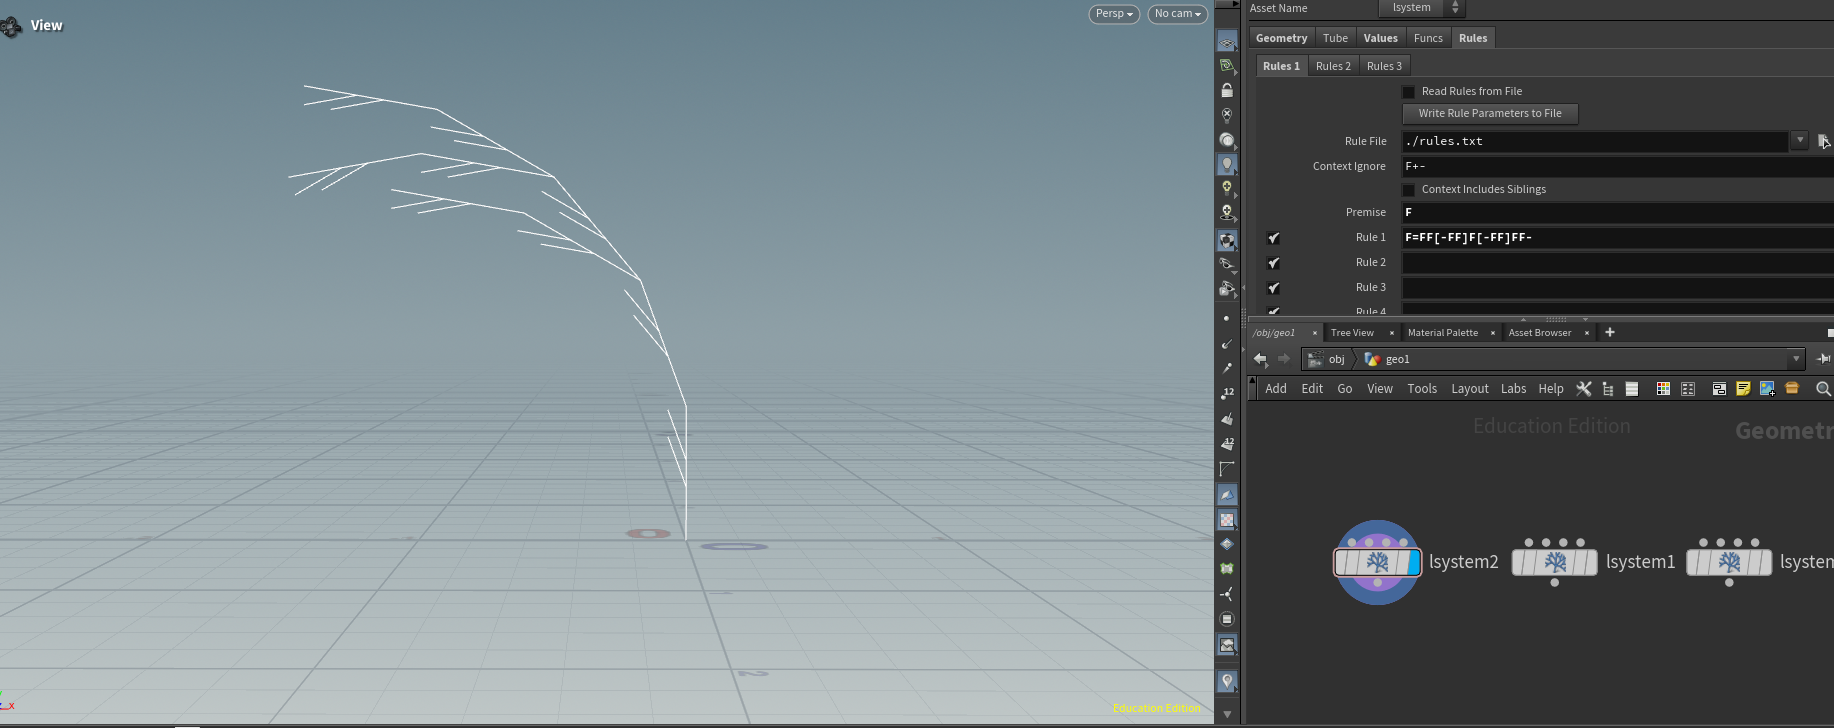 View
Persp
No cam
Education Edition
Asset Name lsystem
Geometry Tube Values Funcs Rules
Rules 1 Rules 2 Rules 3
Read Rules from File
Write Rule Parameters to File
Rule File ./rules.txt
Context Ignore F+-
Context Includes Siblings
Premise F
Rule 1 F=FF[-FF]F[-FF]FF-
Rule 2
Rule 3
Rule 4
/obj/geo1 Tree View Material Palette Asset Browser
obj geo1
Add Edit Go View Tools Layout Labs Help
Education Edition Geometr
lsystem2 lsystem1 lsystem
12
12
x